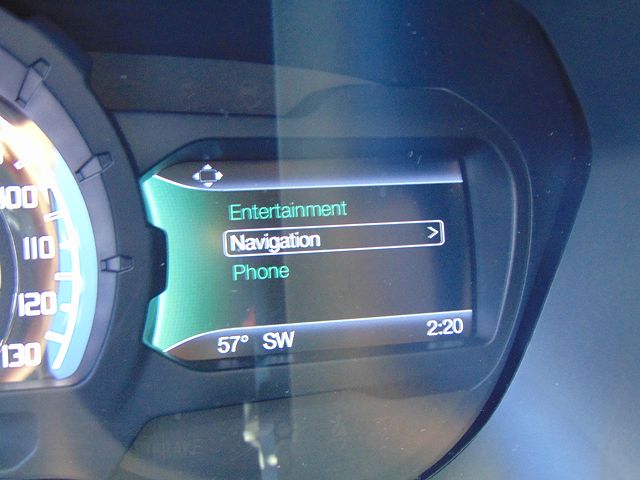 100
110
120
130
Entertainment
Navigation >
Phone
57° SW 2:20